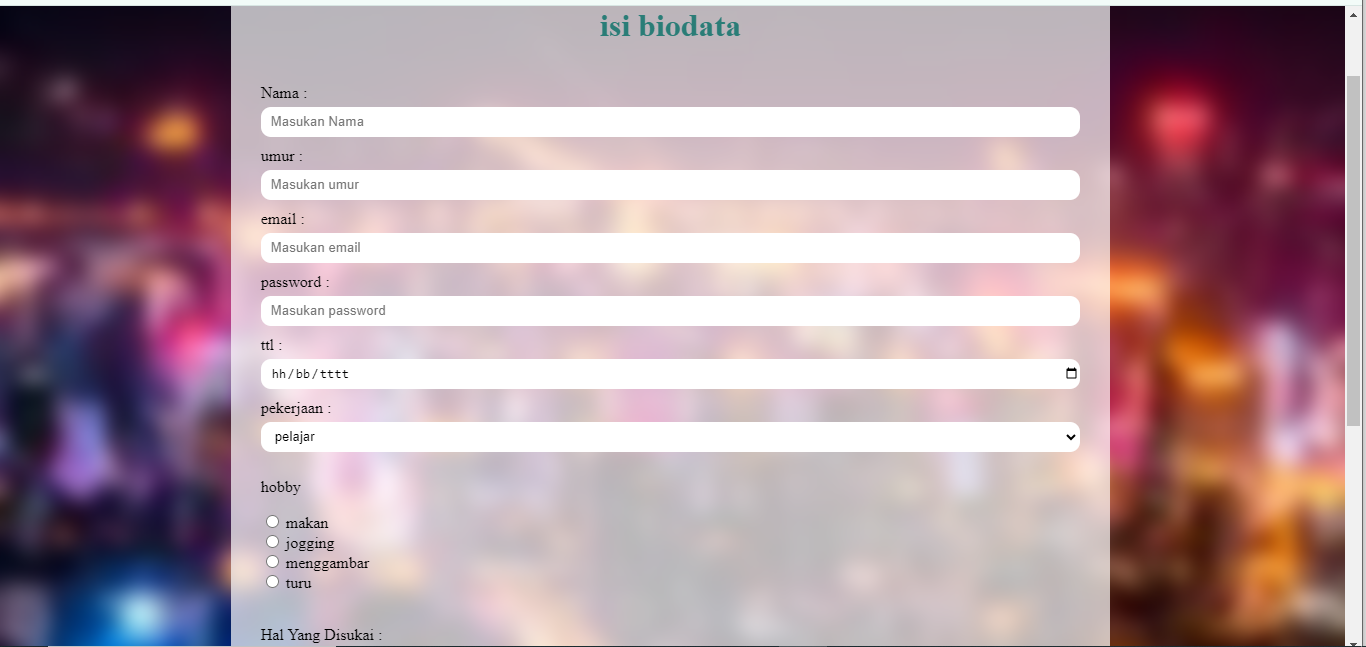 isi biodata
Nama :
Masukan Nama
umur :
Masukan umur
email :
Masukan email
password :
Masukan password
ttl :
hh/bb/tttt
pekerjaan :
pelajar
hobby
makan
jogging
menggambar
turu
Hal Yang Disukai :